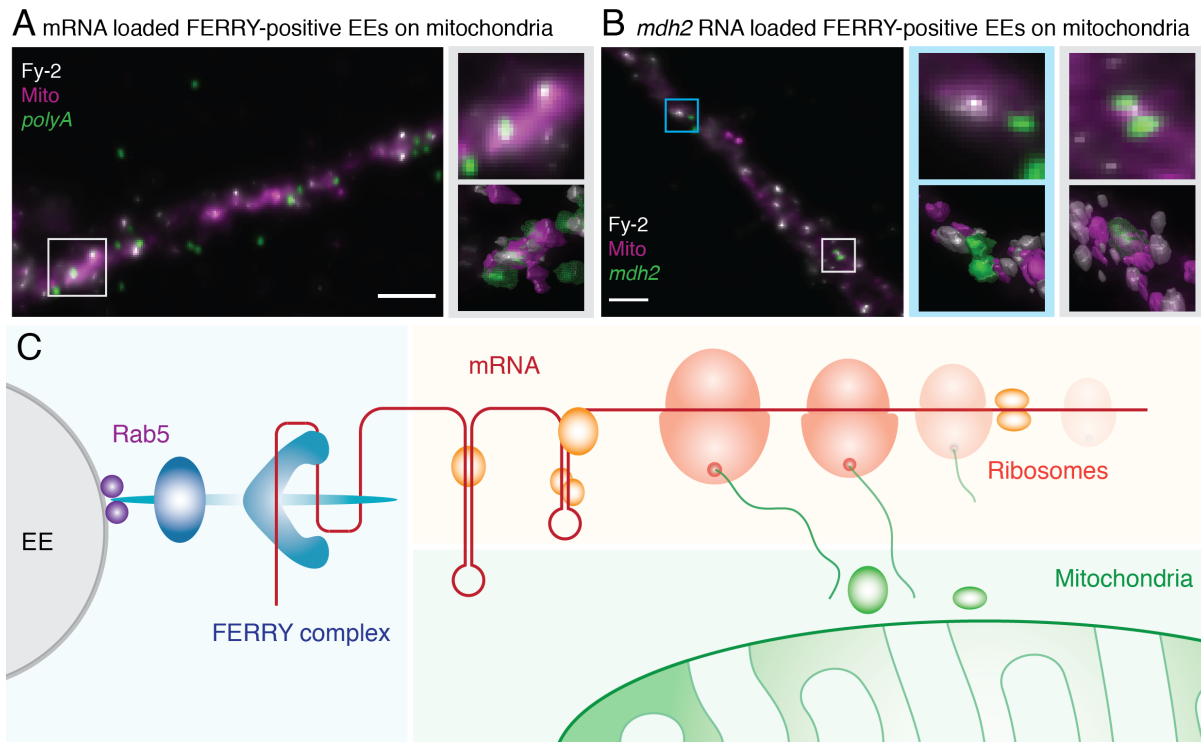 A mRNA loaded FERRY-positive EEs on mitochondria
Fy-2
Mito
polyA
B mdh2 RNA loaded FERRY-positive EEs on mitochondria
Fy-2
Mito
mdh2
C
mRNA
Rab5
Ribosomes
EE
Mitochondria
FERRY complex